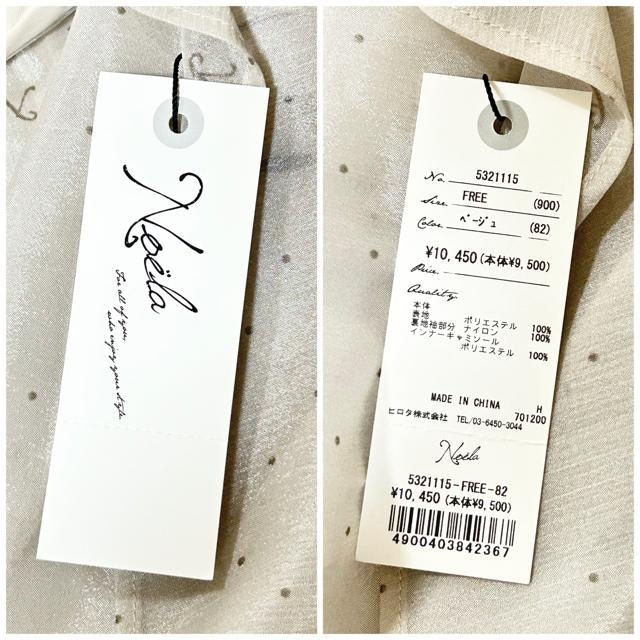 Noëla
For all of you,
who enjoy your style
No. 5321115
Size. FREE (900)
Color. ベージュ (82)
¥10,450(本体¥9,500)
Price.
Quality.
本体
表地 ポリエステル 100%
裏地袖部分 ナイロン 100%
インナーキャミソール
ポリエステル 100%
MADE IN CHINA H
ヒロタ株式会社 TEL/03-6450-3044 701200
Noëla
5321115-FREE-82
¥10,450(本体¥9,500)
4900403842367